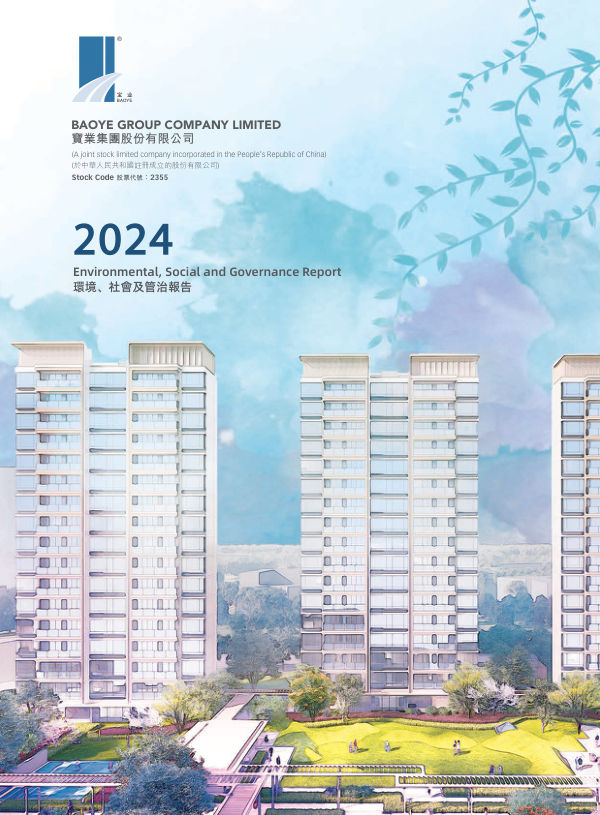 ®
宝 业
BAOYE
BAOYE GROUP COMPANY LIMITED
寶業集團股份有限公司
(A joint stock limited company incorporated in the People's Republic of China)
(於中華人民共和國註冊成立的股份有限公司)
Stock Code 股票代號：2355
2024
Environmental, Social and Governance Report
環境、社會及管治報告